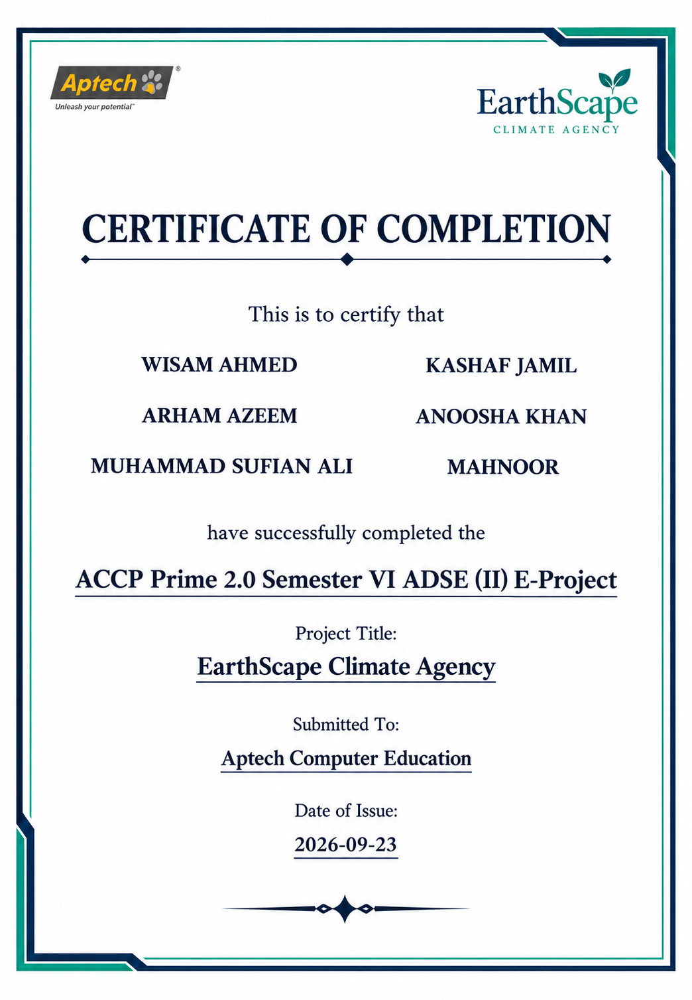 Aptech®
Unleash your potential™
EarthScape
CLIMATE AGENCY
CERTIFICATE OF COMPLETION
This is to certify that
WISAM AHMED
KASHAF JAMIL
ARHAM AZEEM
ANOOSHA KHAN
MUHAMMAD SUFIAN ALI
MAHNOOR
have successfully completed the
ACCP Prime 2.0 Semester VI ADSE (II) E-Project
Project Title:
EarthScape Climate Agency
Submitted To:
Aptech Computer Education
Date of Issue:
2026-09-23